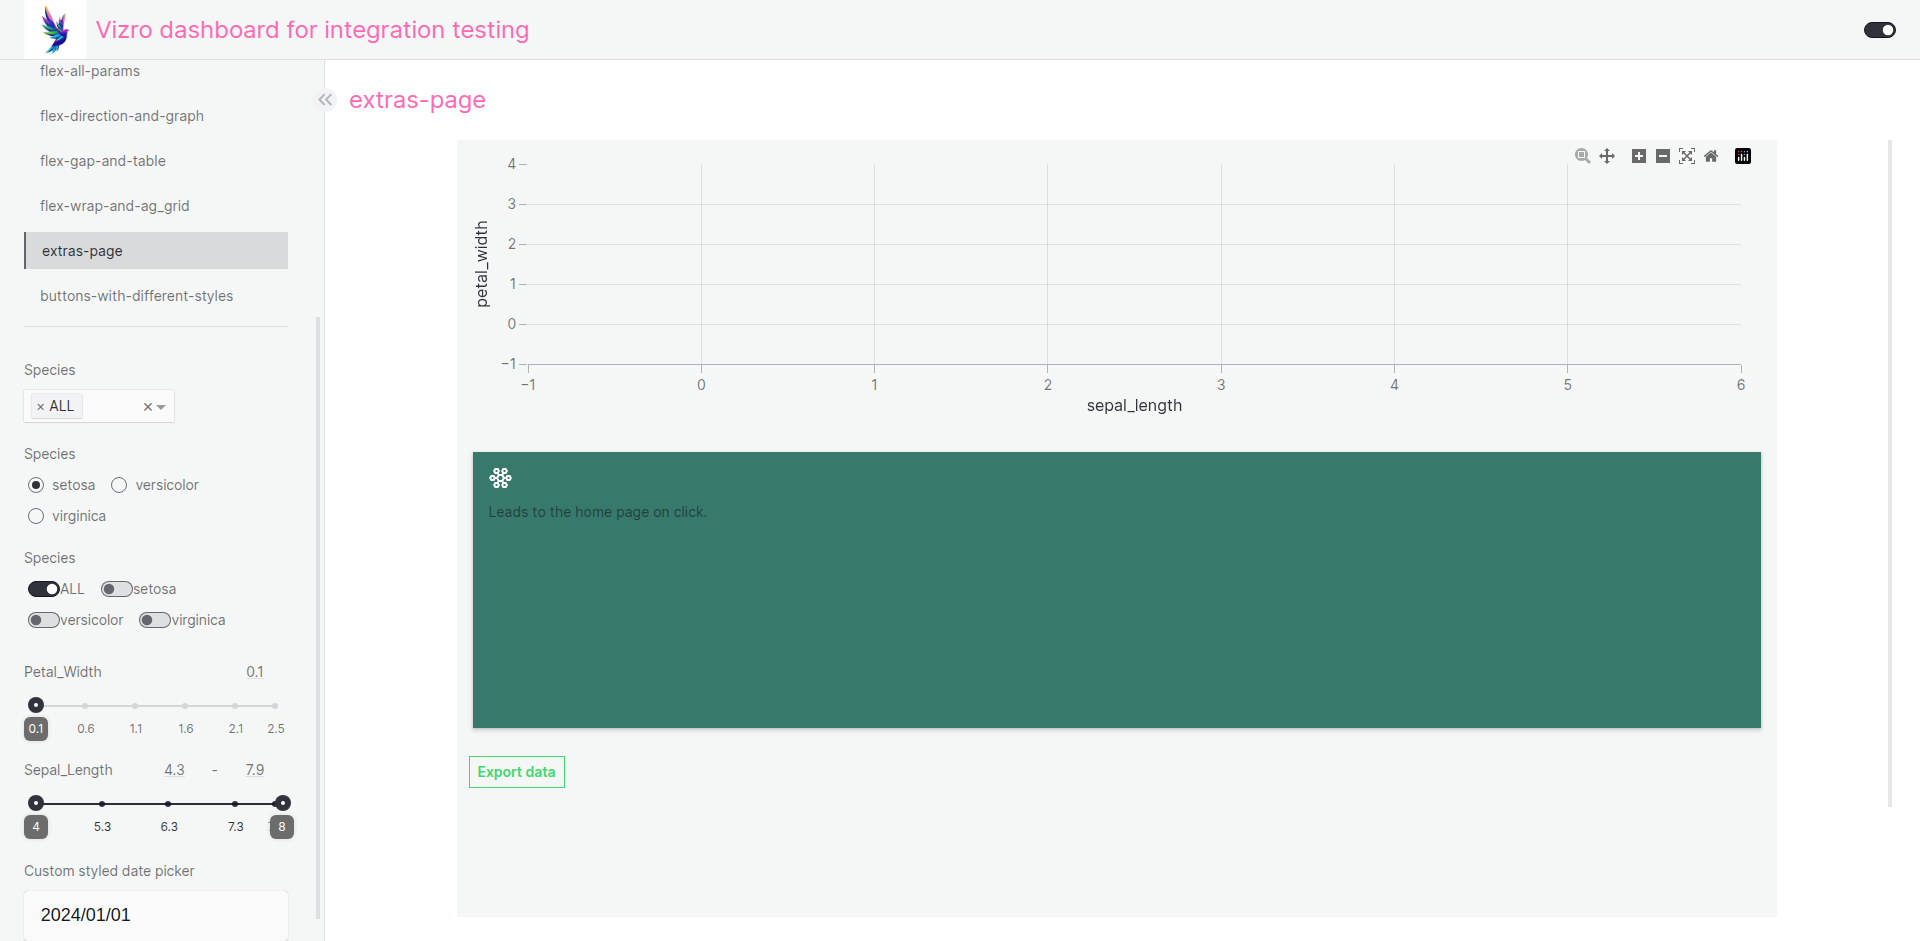 Vizro dashboard for integration testing
flex-all-params
flex-direction-and-graph
flex-gap-and-table
flex-wrap-and-ag_grid
extras-page
buttons-with-different-styles
Species
× ALL
Species
setosa versicolor
virginica
Species
ALL setosa
versicolor virginica
Petal_Width 0.1
0.1 0.6 1.1 1.6 2.1 2.5
Sepal_Length 4.3 - 7.9
4 5.3 6.3 7.3 8
Custom styled date picker
2024/01/01
extras-page
petal_width
4
3
2
1
0
−1
−1 0 1 2 3 4 5 6
sepal_length
Leads to the home page on click.
Export data